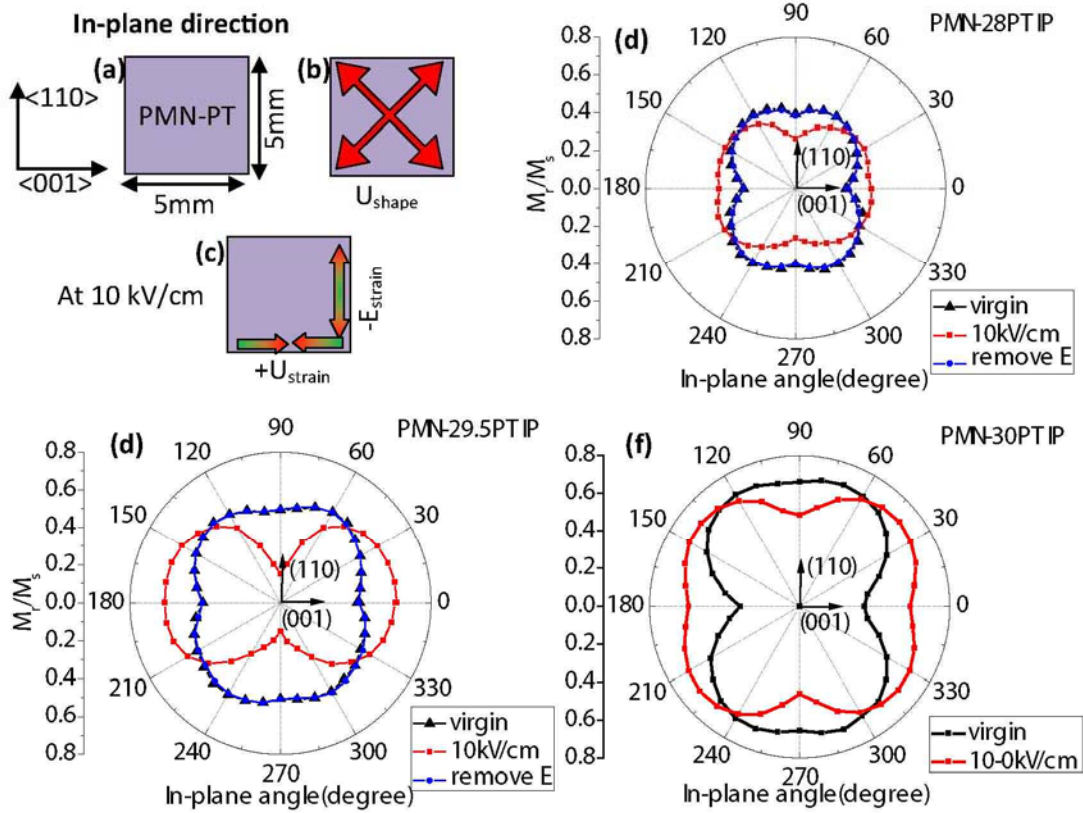 In-plane direction
(a)
<110>
<001>
PMN-PT
5mm
5mm
(b)
Ushape
(c)
At 10 kV/cm
-Estrain
+Ustrain
(d)
PMN-28PT IP
Mr/Ms
0.8
0.6
0.4
0.2
0.0
0.2
0.4
0.6
0.8
90
60
30
0
330
300
270
240
210
180
150
120
(110)
(001)
In-plane angle(degree)
virgin
10kV/cm
remove E
(d)
PMN-29.5PT IP
Mr/Ms
0.8
0.6
0.4
0.2
0.0
0.2
0.4
0.6
0.8
90
60
30
0
330
300
270
240
210
180
150
120
(110)
(001)
In-plane angle(degree)
virgin
10kV/cm
remove E
(f)
PMN-30PT IP
Mr/Ms
0.8
0.6
0.4
0.2
0.0
0.2
0.4
0.6
0.8
90
60
30
0
330
300
270
240
210
180
150
120
(110)
(001)
In-plane angle(degree)
virgin
10-0kV/cm